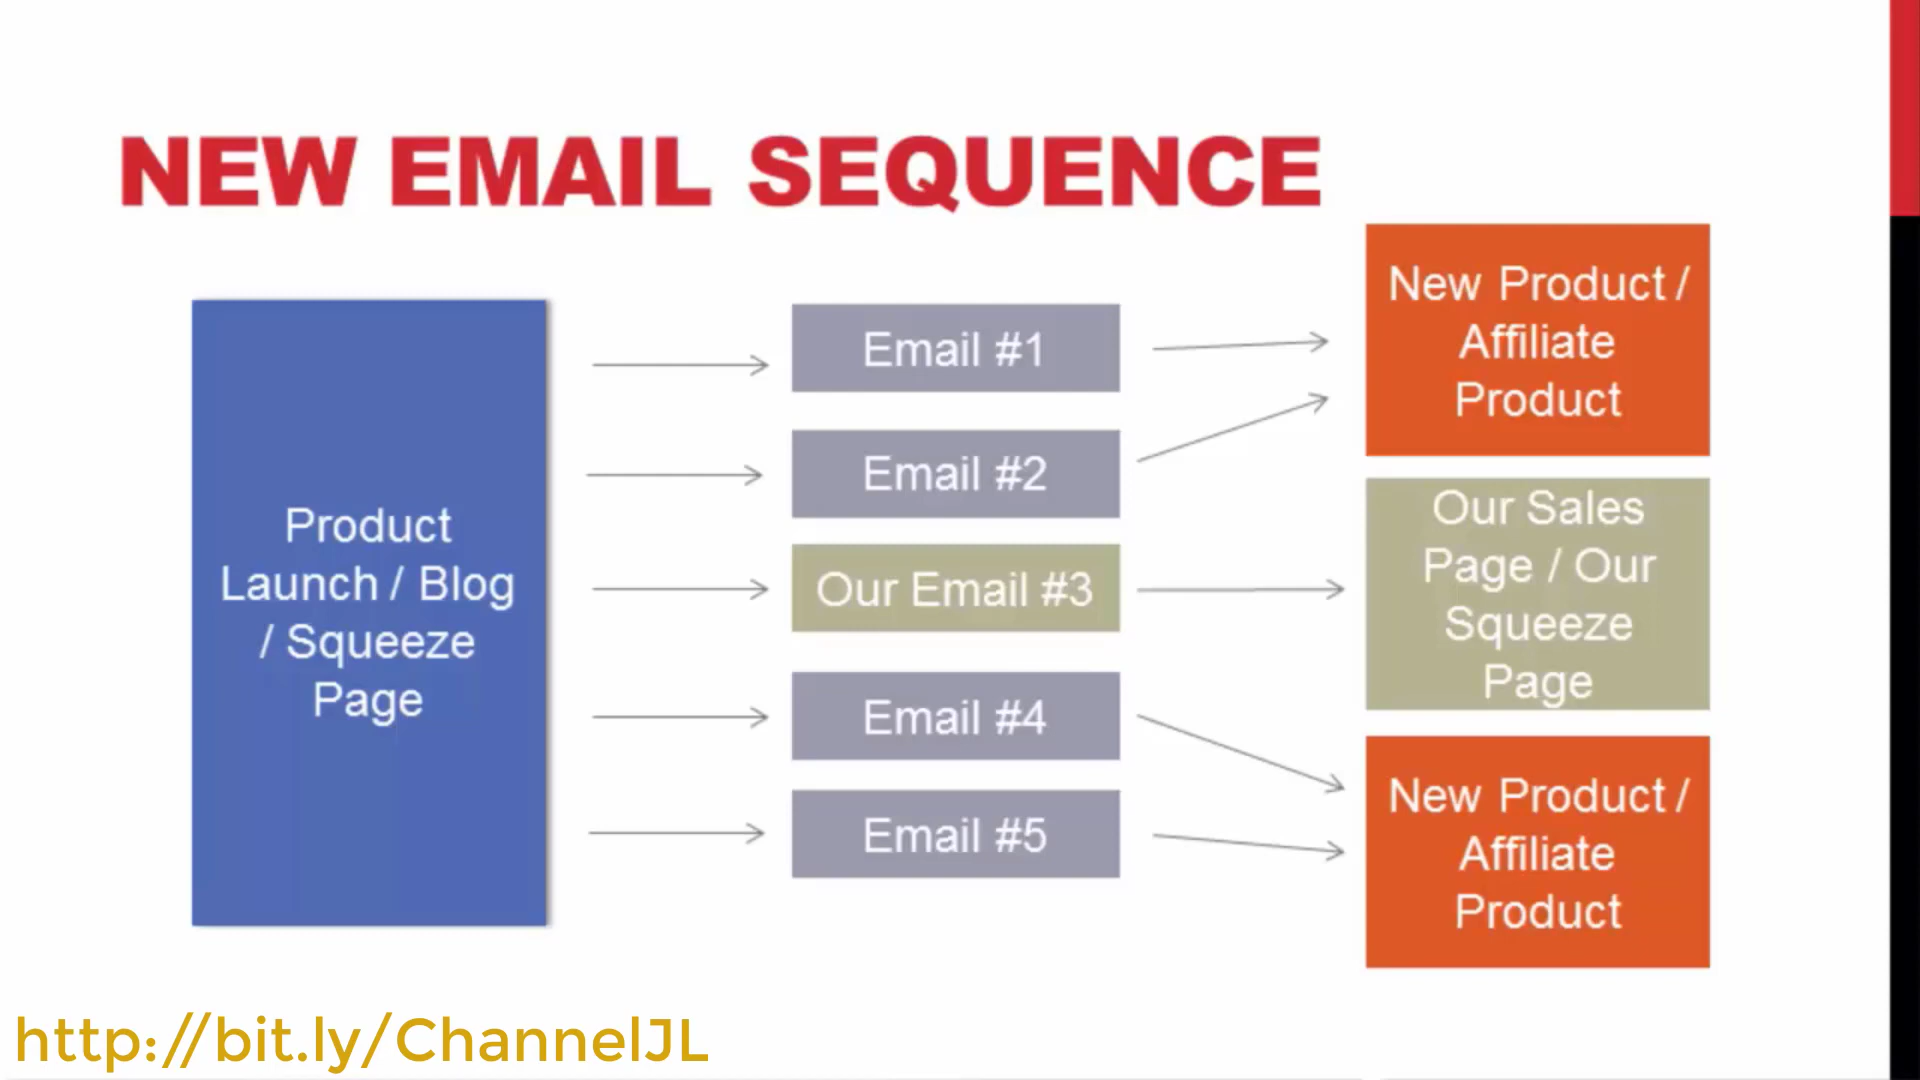 NEW EMAIL SEQUENCE
Product
Launch / Blog
/ Squeeze
Page
Email #1
Email #2
Our Email #3
Email #4
Email #5
New Product /
Affiliate
Product
Our Sales
Page / Our
Squeeze
Page
New Product /
Affiliate
Product
http://bit.ly/ChannelJL